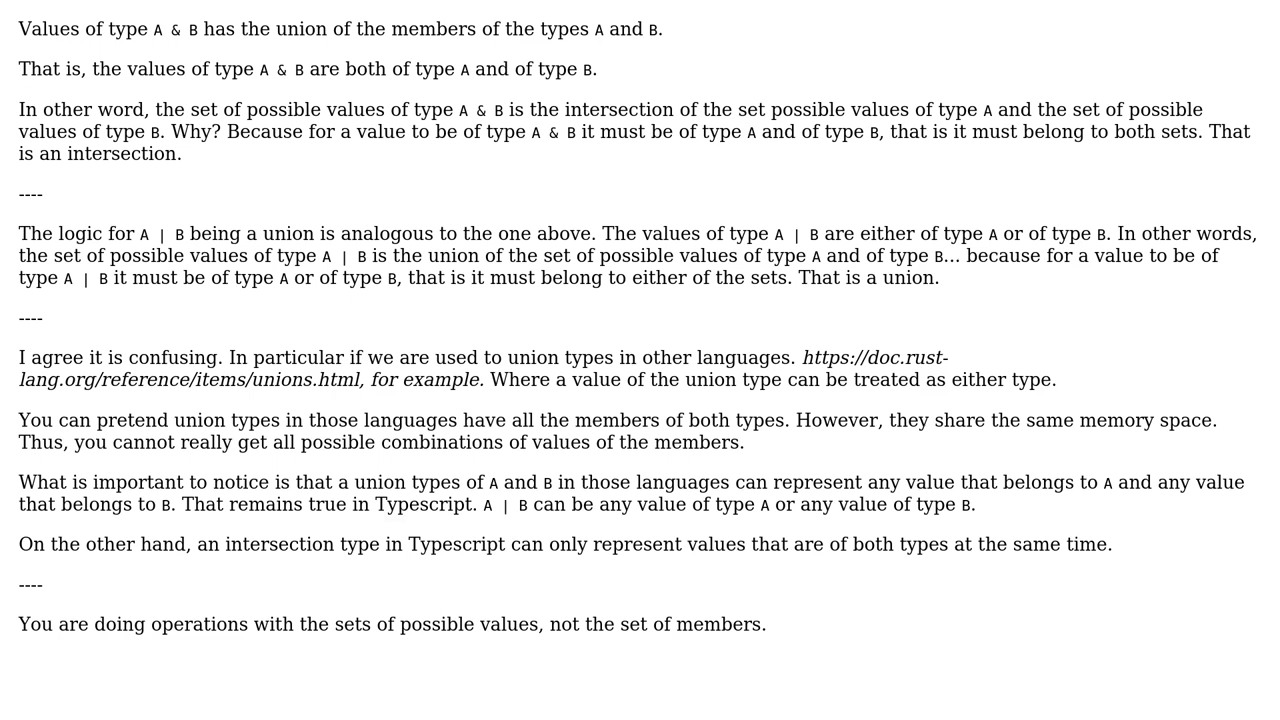 Values of type A & B has the union of the members of the types A and B.
That is, the values of type A & B are both of type A and of type B.
In other word, the set of possible values of type A & B is the intersection of the set possible values of type A and the set of possible
values of type B. Why? Because for a value to be of type A & B it must be of type A and of type B, that is it must belong to both sets. That
is an intersection.
----
The logic for A | B being a union is analogous to the one above. The values of type A | B are either of type A or of type B. In other words,
the set of possible values of type A | B is the union of the set of possible values of type A and of type B... because for a value to be of
type A | B it must be of type A or of type B, that is it must belong to either of the sets. That is a union.
----
I agree it is confusing. In particular if we are used to union types in other languages. https://doc.rust-
lang.org/reference/items/unions.html, for example. Where a value of the union type can be treated as either type.
You can pretend union types in those languages have all the members of both types. However, they share the same memory space.
Thus, you cannot really get all possible combinations of values of the members.
What is important to notice is that a union types of A and B in those languages can represent any value that belongs to A and any value
that belongs to B. That remains true in Typescript. A | B can be any value of type A or any value of type B.
On the other hand, an intersection type in Typescript can only represent values that are of both types at the same time.
----
You are doing operations with the sets of possible values, not the set of members.